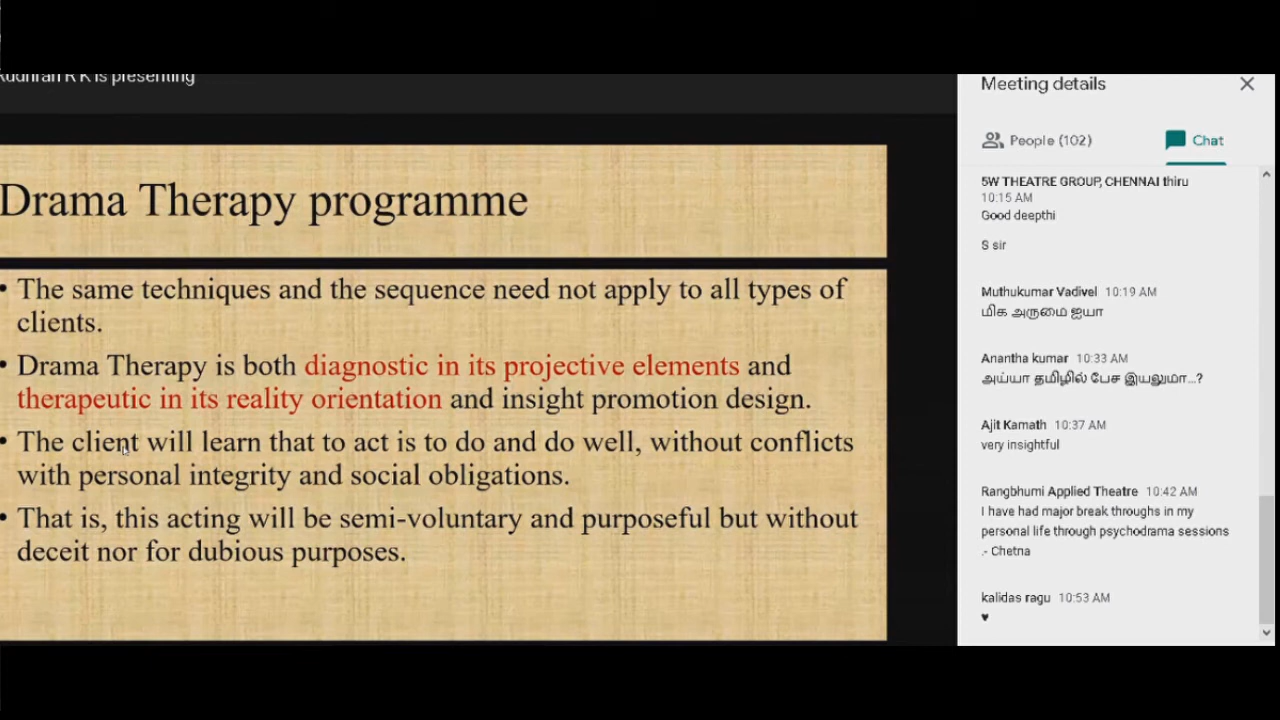 Rudhran R K is presenting
Drama Therapy programme
• The same techniques and the sequence need not apply to all types of
clients.
• Drama Therapy is both diagnostic in its projective elements and
therapeutic in its reality orientation and insight promotion design.
• The client will learn that to act is to do and do well, without conflicts
with personal integrity and social obligations.
• That is, this acting will be semi-voluntary and purposeful but without
deceit nor for dubious purposes.
Meeting details
People (102)
Chat
5W THEATRE GROUP, CHENNAI thiru
10:15 AM
Good deepthi
S sir
Muthukumar Vadivel 10:19 AM
மிக அருமை ஐயா
Anantha kumar 10:33 AM
அய்யா தமிழில் பேச இயலுமா...?
Ajit Kamath 10:37 AM
very insightful
Rangbhumi Applied Theatre 10:42 AM
I have had major break throughs in my
personal life through psychodrama sessions
.- Chetna
kalidas ragu 10:53 AM
♥